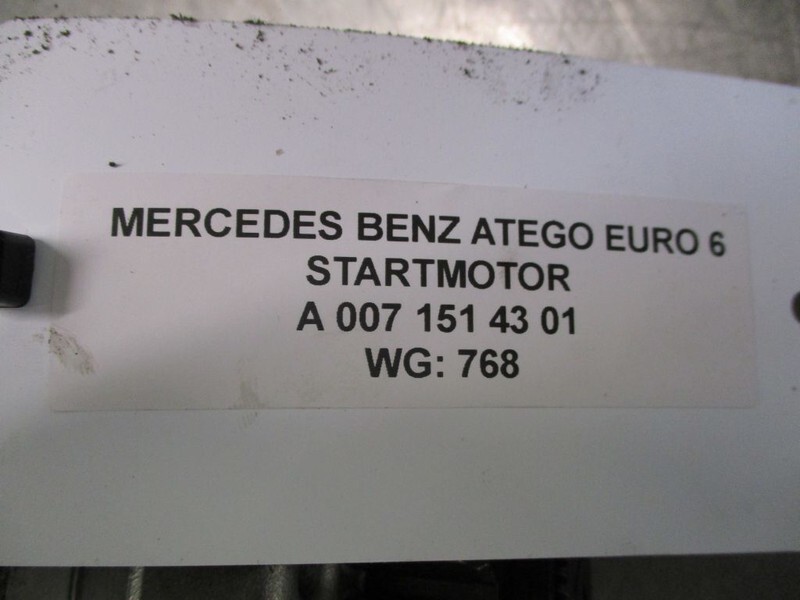 MERCEDES BENZ ATEGO EURO 6
STARTMOTOR
A 007 151 43 01
WG: 768